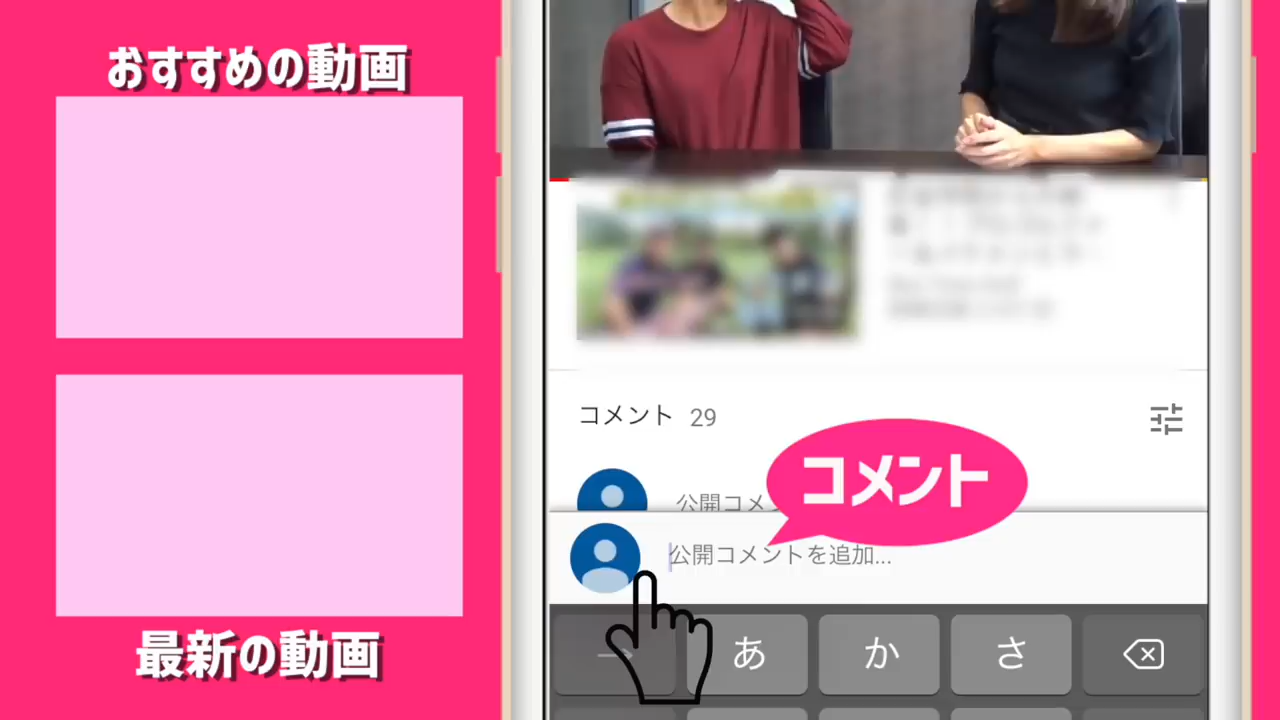 おすすめの動画
最新の動画
コメント 29
公開コメ
コメント
公開コメントを追加...
→ あ か さ